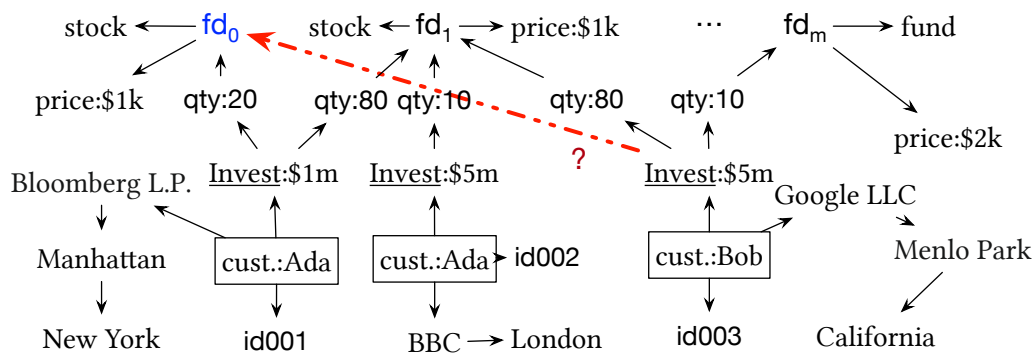 stock fd0 stock fd1 price:$1k ... fdm fund
price:$1k qty:20 qty:80 qty:10 qty:80 qty:10
price:$2k
?
Bloomberg L.P. Invest:$1m Invest:$5m Invest:$5m Google LLC
Manhattan cust.:Ada cust.:Ada id002 cust.:Bob Menlo Park
New York id001 BBC London id003 California